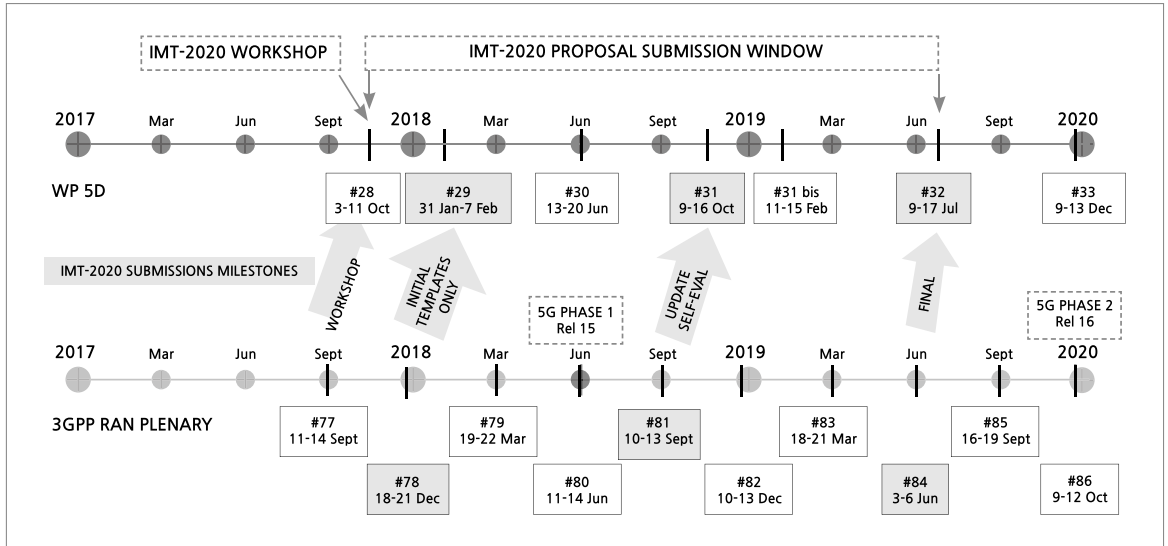 IMT-2020 WORKSHOP
IMT-2020 PROPOSAL SUBMISSION WINDOW
2017
Mar
Jun
Sept
2018
Mar
Jun
Sept
2019
Mar
Jun
Sept
2020
WP 5D
#28
3-11 Oct
#29
31 Jan-7 Feb
#30
13-20 Jun
#31
9-16 Oct
#31 bis
11-15 Feb
#32
9-17 Jul
#33
9-13 Dec
IMT-2020 SUBMISSIONS MILESTONES
WORKSHOP
INITIAL
TEMPLATES
ONLY
UPDATE
SELF-EVAL
FINAL
5G PHASE 1
Rel 15
5G PHASE 2
Rel 16
2017
Mar
Jun
Sept
2018
Mar
Jun
Sept
2019
Mar
Jun
Sept
2020
3GPP RAN PLENARY
#77
11-14 Sept
#79
19-22 Mar
#81
10-13 Sept
#83
18-21 Mar
#85
16-19 Sept
#78
18-21 Dec
#80
11-14 Jun
#82
10-13 Dec
#84
3-6 Jun
#86
9-12 Oct